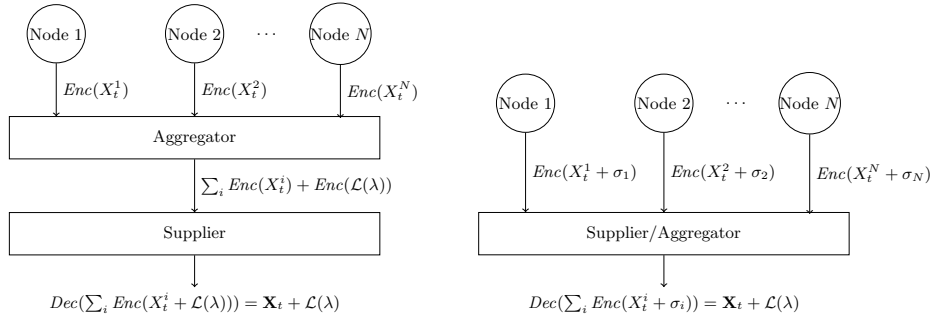 Node 1
Node 2
· · ·
Node N
Enc(X_t^1)
Enc(X_t^2)
Enc(X_t^N)
Aggregator
∑_i Enc(X_t^i) + Enc(ℒ(λ))
Supplier
Dec(∑_i Enc(X_t^i + ℒ(λ))) = 𝐗_t + ℒ(λ)
Node 1
Node 2
· · ·
Node N
Enc(X_t^1 + σ_1)
Enc(X_t^2 + σ_2)
Enc(X_t^N + σ_N)
Supplier/Aggregator
Dec(∑_i Enc(X_t^i + σ_i)) = 𝐗_t + ℒ(λ)